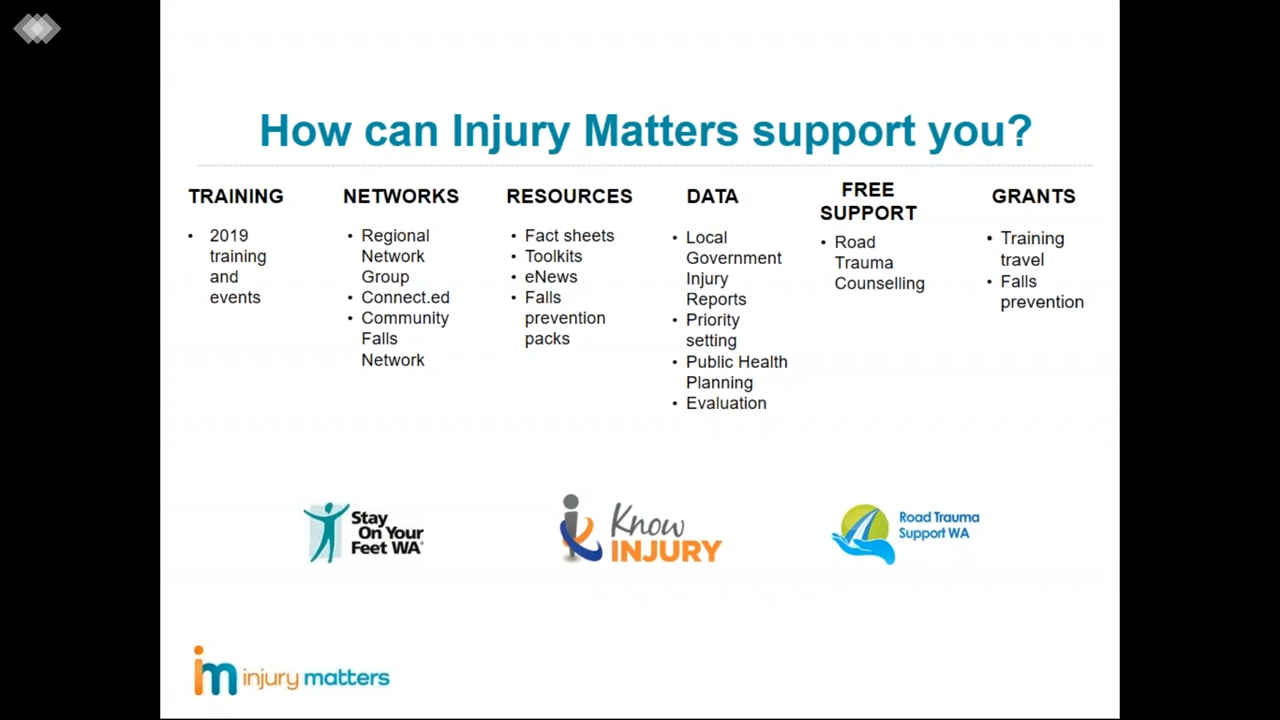 How can Injury Matters support you?
TRAINING
• 2019
training
and
events
NETWORKS
• Regional
Network
Group
• Connect.ed
• Community
Falls
Network
RESOURCES
• Fact sheets
• Toolkits
• eNews
• Falls
prevention
packs
DATA
• Local
Government
Injury
Reports
• Priority
setting
• Public Health
Planning
• Evaluation
FREE
SUPPORT
• Road
Trauma
Counselling
GRANTS
• Training
travel
• Falls
prevention
Stay
On Your
Feet WA
Know
INJURY
Road Trauma
Support WA
im injury matters